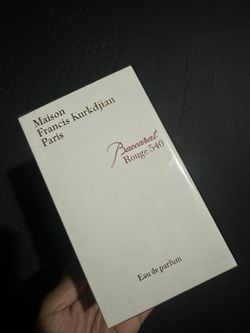 Maison
Francis Kurkdjian
Paris
Baccarat
Rouge 540
Eau de parfum